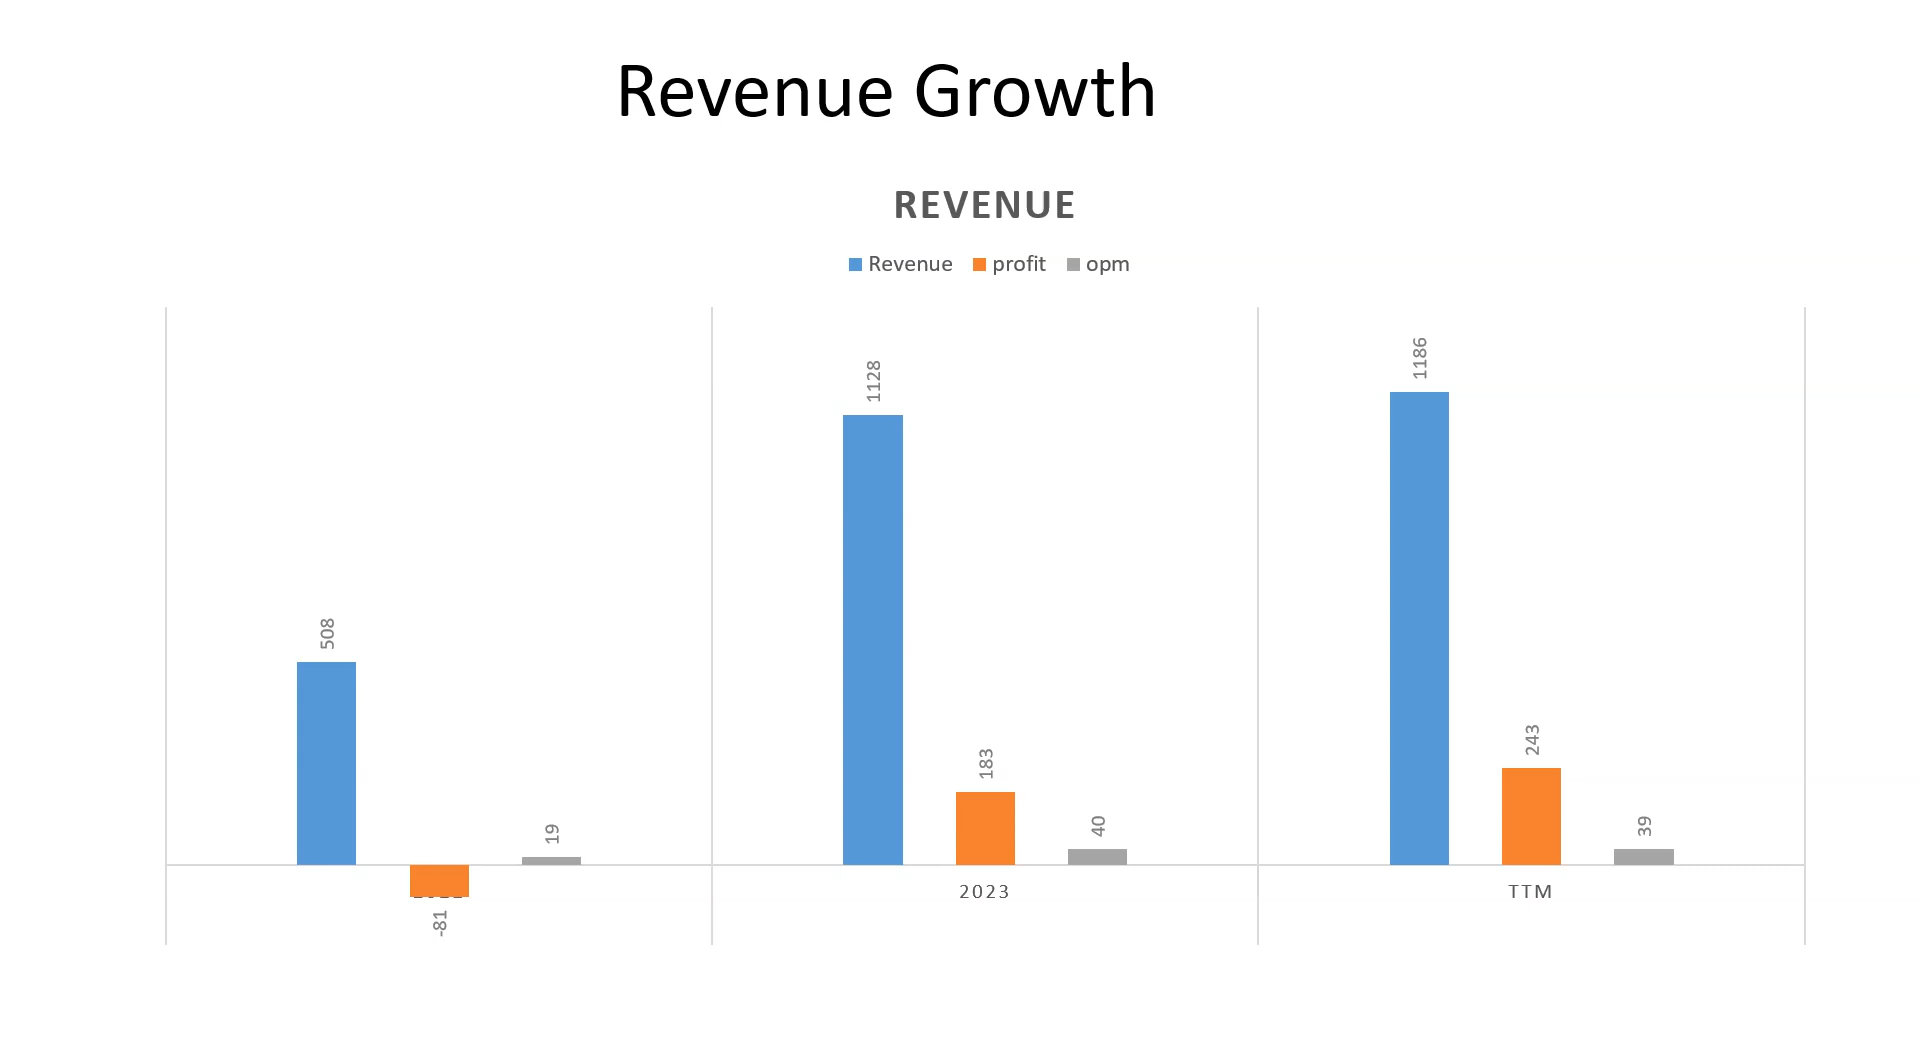 Revenue Growth
REVENUE
Revenue profit opm
508
-81
19
1128
183
40
1186
243
39
2023
TTM